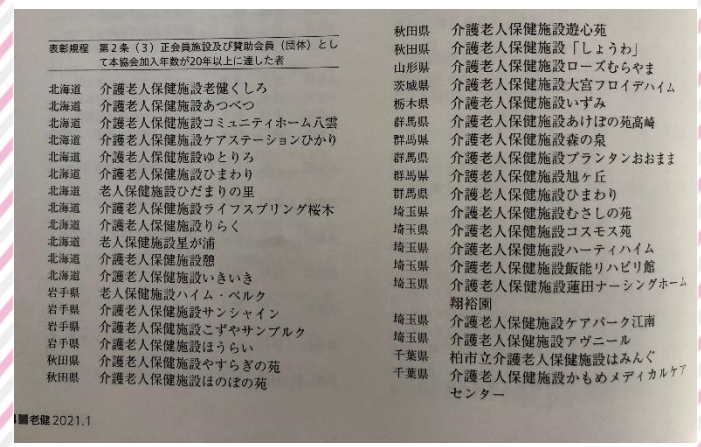 表彰規程 第2条（3）正会員施設及び賛助会員（団体）とし
て本協会加入年数が20年以上に達した者
北海道 介護老人保健施設老健くしろ
北海道 介護老人保健施設あつべつ
北海道 介護老人保健施設コミュニティホーム八雲
北海道 介護老人保健施設ケアステーションひかり
北海道 介護老人保健施設ゆとりろ
北海道 介護老人保健施設ひまわり
北海道 老人保健施設ひだまりの里
北海道 介護老人保健施設ライフスプリング桜木
北海道 介護老人保健施設りらく
北海道 老人保健施設星が浦
北海道 介護老人保健施設憩
北海道 介護老人保健施設いきいき
岩手県 老人保健施設ハイム・ベルク
岩手県 介護老人保健施設サンシャイン
岩手県 介護老人保健施設こずやサンブルク
岩手県 介護老人保健施設ほうらい
秋田県 介護老人保健施設やすらぎの苑
秋田県 介護老人保健施設ほのぼの苑
秋田県 介護老人保健施設遊心苑
秋田県 介護老人保健施設「しょうわ」
山形県 介護老人保健施設ローズむらやま
茨城県 介護老人保健施設大宮フロイデハイム
栃木県 介護老人保健施設いずみ
群馬県 介護老人保健施設あけぼの苑高崎
群馬県 介護老人保健施設森の泉
群馬県 介護老人保健施設プランタンおおまま
群馬県 介護老人保健施設旭ヶ丘
群馬県 介護老人保健施設ひまわり
埼玉県 介護老人保健施設むさしの苑
埼玉県 介護老人保健施設コスモス苑
埼玉県 介護老人保健施設ハーティハイム
埼玉県 介護老人保健施設飯能リハビリ館
埼玉県 介護老人保健施設蓮田ナーシングホーム
翔裕園
埼玉県 介護老人保健施設ケアパーク江南
埼玉県 介護老人保健施設アヴニール
千葉県 柏市立介護老人保健施設はみんぐ
千葉県 介護老人保健施設かもめメディカルケア
センター
■老健 2021.1